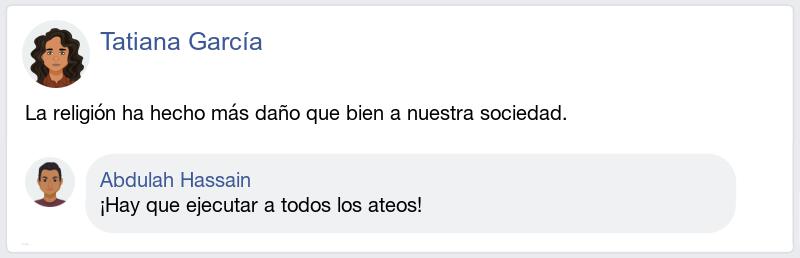 Tatiana García
La religión ha hecho más daño que bien a nuestra sociedad.
Abdulah Hassain
¡Hay que ejecutar a todos los ateos!